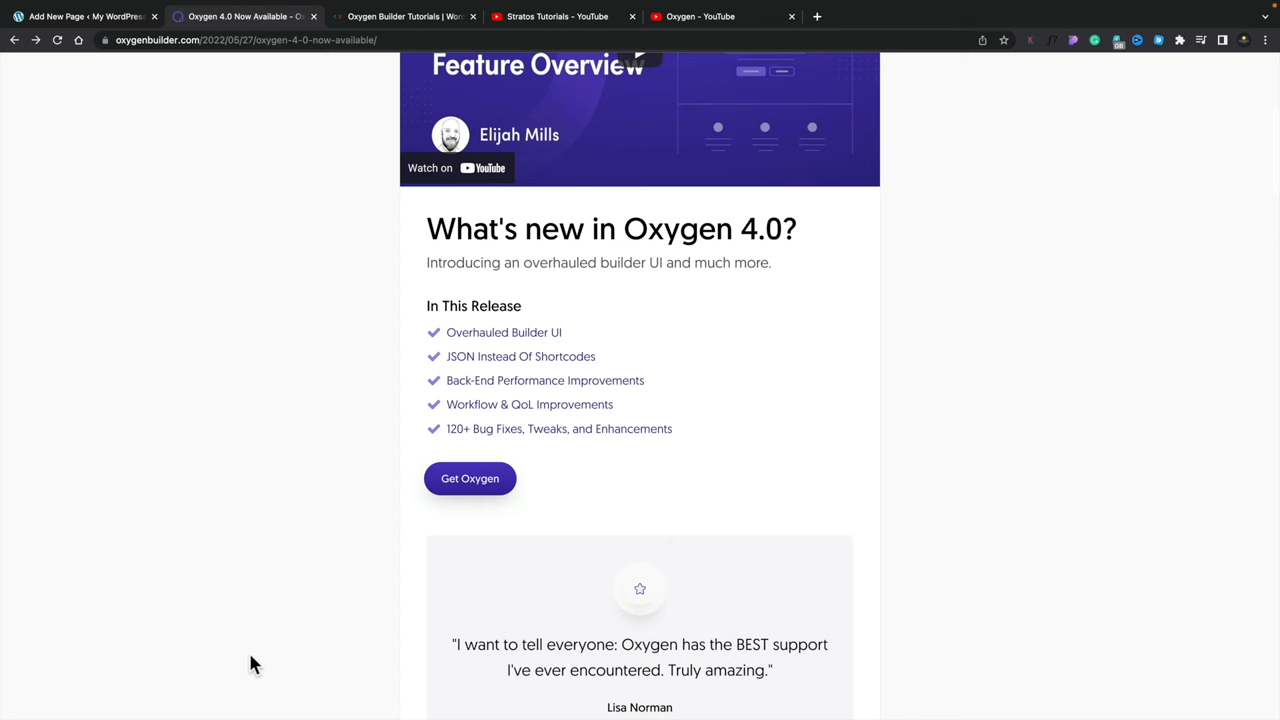 Add New Page ‹ My WordPress
Oxygen 4.0 Now Available - O
Oxygen Builder Tutorials | Wor
Stratos Tutorials - YouTube
Oxygen - YouTube
oxygenbuilder.com/2022/05/27/oxygen-4-0-now-available/
Feature Overview
Elijah Mills
Watch on YouTube
What's new in Oxygen 4.0?
Introducing an overhauled builder UI and much more.
In This Release
Overhauled Builder UI
JSON Instead Of Shortcodes
Back-End Performance Improvements
Workflow & QoL Improvements
120+ Bug Fixes, Tweaks, and Enhancements
Get Oxygen
"I want to tell everyone: Oxygen has the BEST support
I've ever encountered. Truly amazing."
Lisa Norman